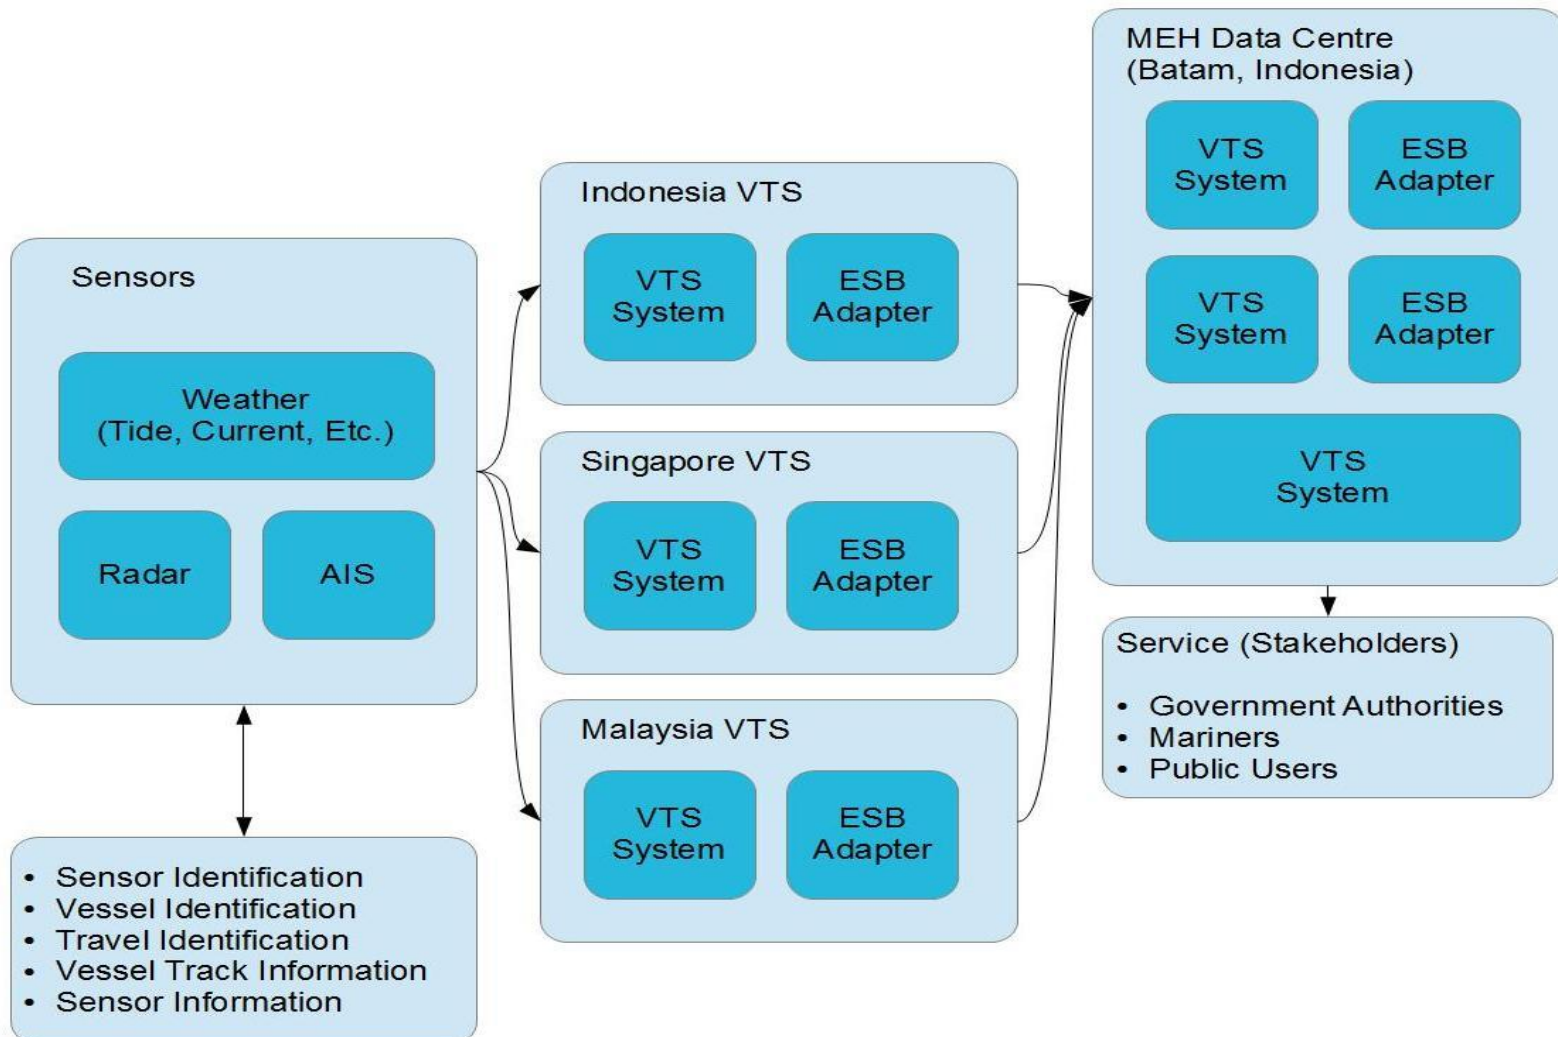 Sensors
Weather
(Tide, Current, Etc.)
Radar
AIS
• Sensor Identification
• Vessel Identification
• Travel Identification
• Vessel Track Information
• Sensor Information
Indonesia VTS
VTS
System
ESB
Adapter
Singapore VTS
VTS
System
ESB
Adapter
Malaysia VTS
VTS
System
ESB
Adapter
MEH Data Centre
(Batam, Indonesia)
VTS
System
ESB
Adapter
VTS
System
ESB
Adapter
VTS
System
Service (Stakeholders)
• Government Authorities
• Mariners
• Public Users